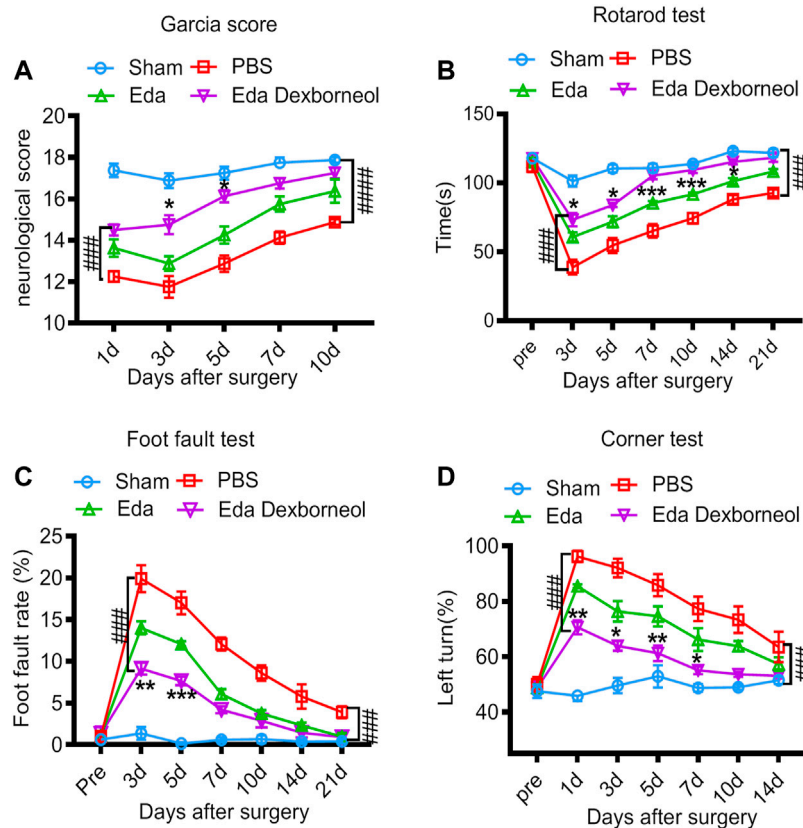 Garcia score
A
Sham PBS
Eda Eda Dexborneol
20
18
16
14
12
10
neurological score
*
*
####
####
1d 3d 5d 7d 10d
Days after surgery
Rotarod test
B
Sham PBS
Eda Eda Dexborneol
150
100
50
0
Time(s)
* * *** *** *
###
###
pre 3d 5d 7d 10d 14d 21d
Days after surgery
Foot fault test
C
Sham PBS
Eda Eda Dexborneol
25
20
15
10
5
0
Foot fault rate (%)
** ***
####
####
Pre 3d 5d 7d 10d 14d 21d
Days after surgery
Corner test
D
Sham PBS
Eda Eda Dexborneol
100
80
60
40
Left turn(%)
** * ** *
###
###
pre 1d 3d 5d 7d 10d 14d
Days after surgery